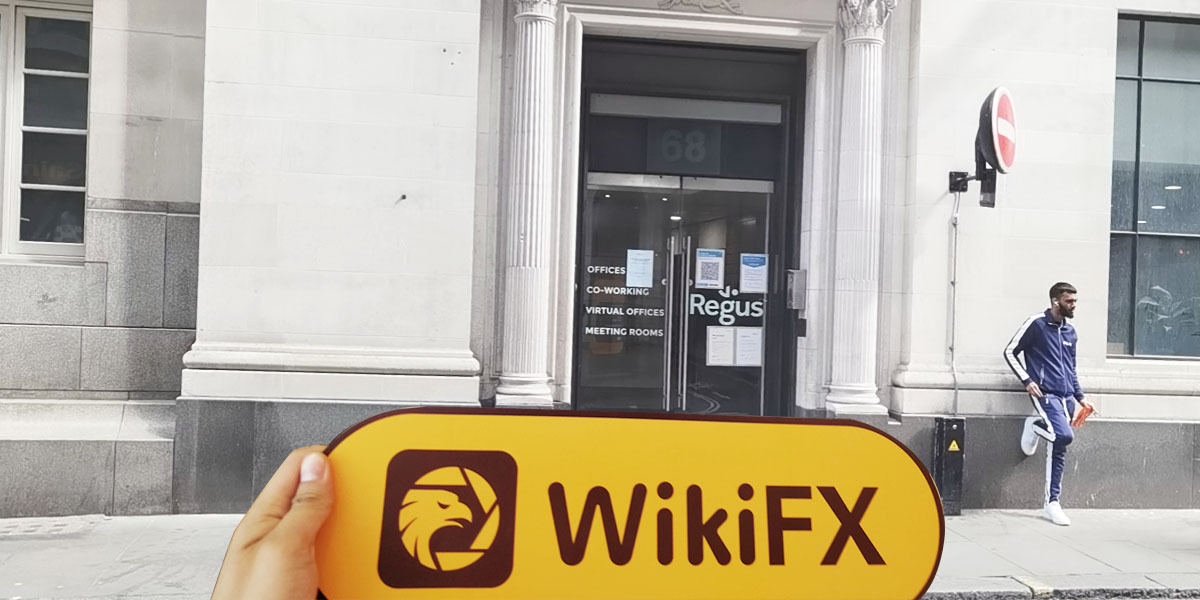 68
OFFICES
CO-WORKING
VIRTUAL OFFICES
MEETING ROOMS
Regus
WikiFX